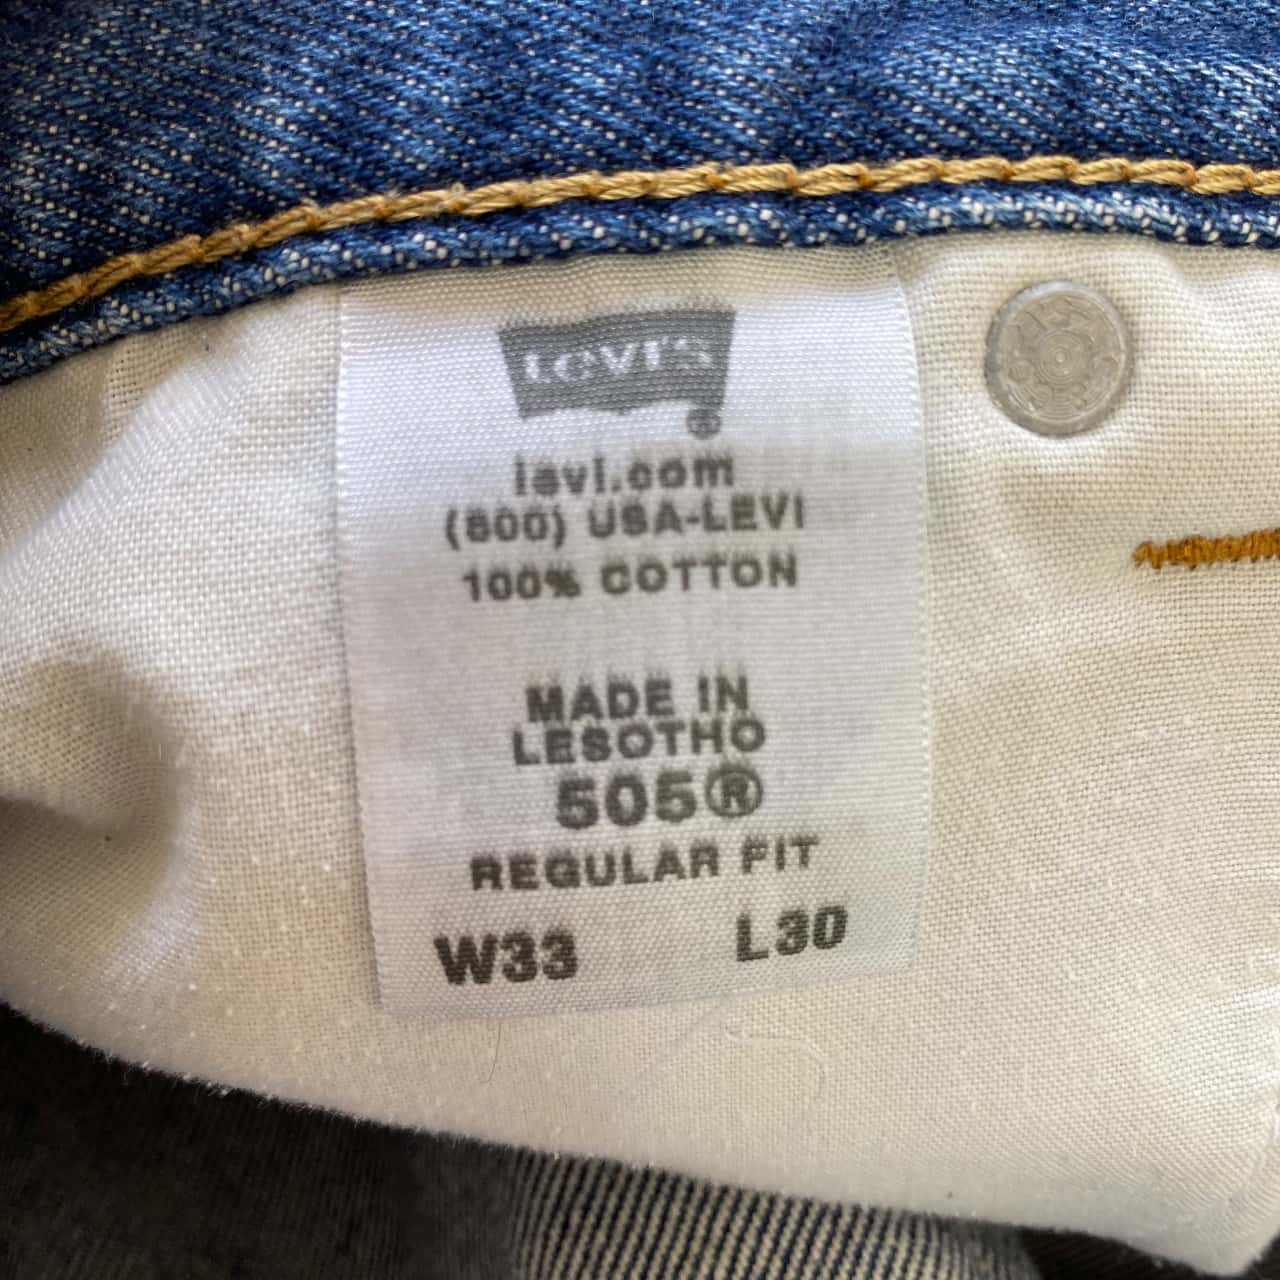 LEVI'S
®
levi.com
(800) USA-LEVI
100% COTTON
MADE IN
LESOTHO
505®
REGULAR FIT
W33 L30